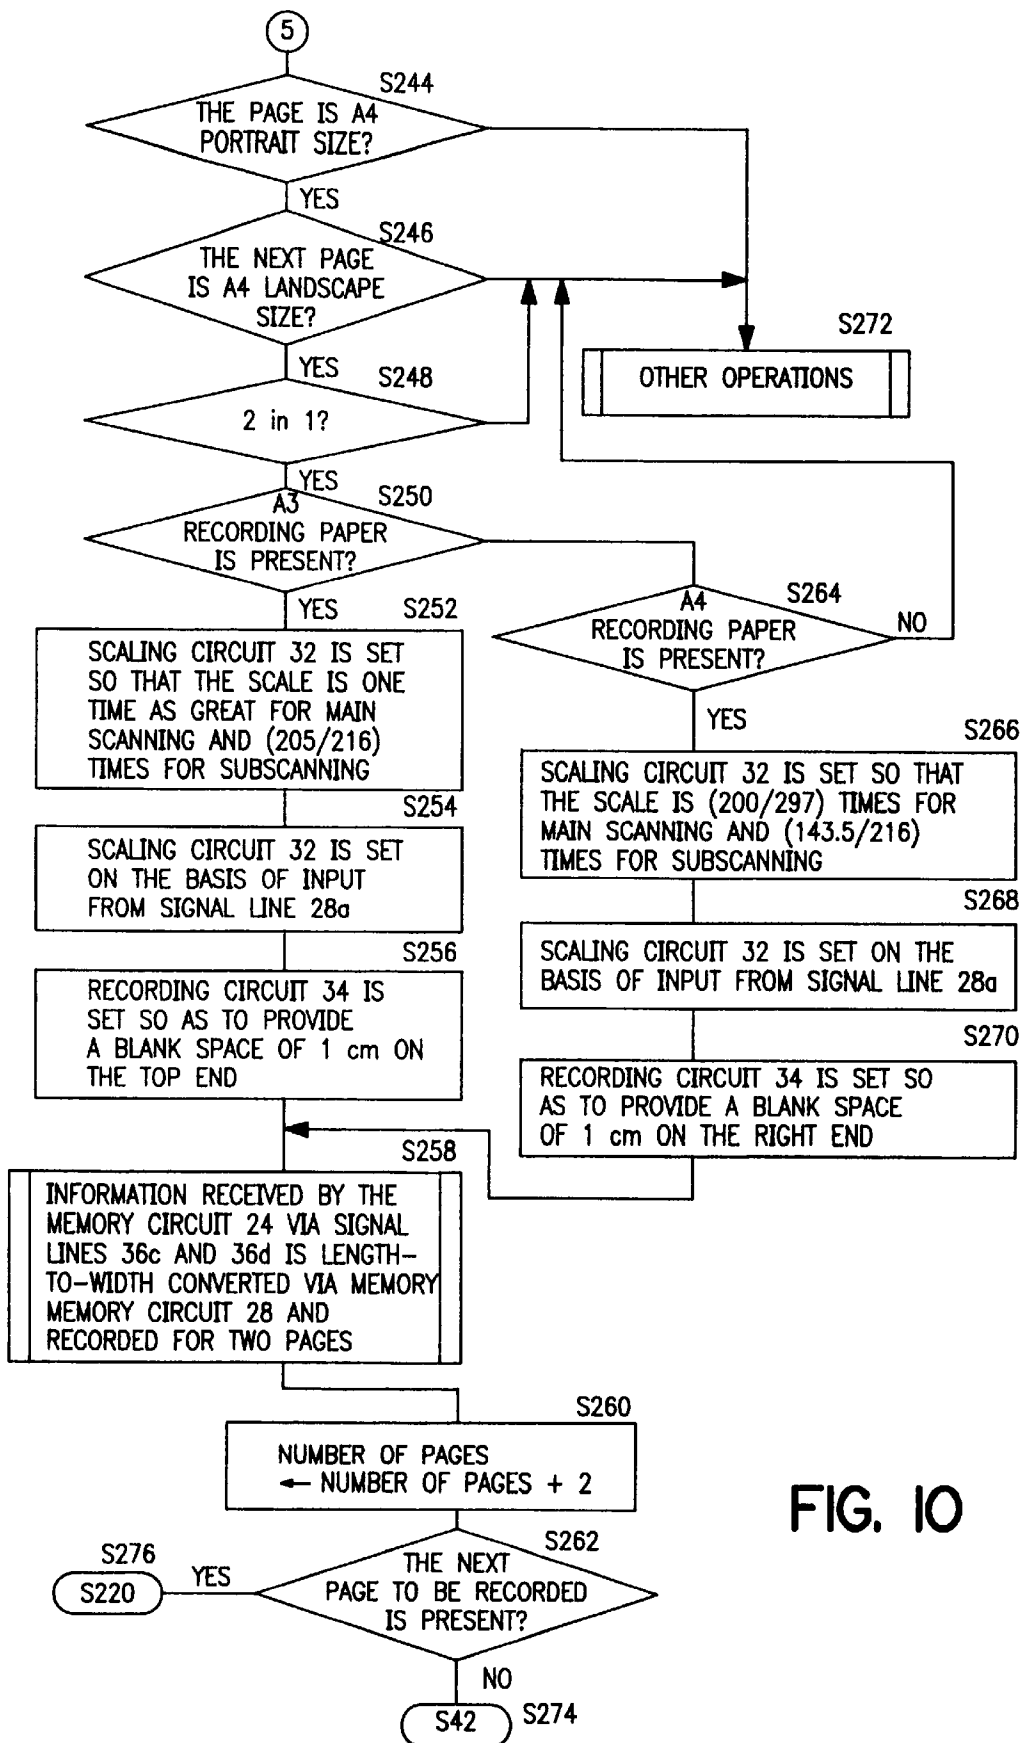 5
S244
THE PAGE IS A4
PORTRAIT SIZE?
YES
S246
THE NEXT PAGE
IS A4 LANDSCAPE
SIZE?
YES
S272
OTHER OPERATIONS
S248
2 in 1?
YES
S250
A3
RECORDING PAPER
IS PRESENT?
YES
S264
A4
RECORDING PAPER
IS PRESENT?
NO
YES
S252
SCALING CIRCUIT 32 IS SET
SO THAT THE SCALE IS ONE
TIME AS GREAT FOR MAIN
SCANNING AND (205/216)
TIMES FOR SUBSCANNING
S254
SCALING CIRCUIT 32 IS SET
ON THE BASIS OF INPUT
FROM SIGNAL LINE 28a
S256
RECORDING CIRCUIT 34 IS
SET SO AS TO PROVIDE
A BLANK SPACE OF 1 cm ON
THE TOP END
S266
SCALING CIRCUIT 32 IS SET SO THAT
THE SCALE IS (200/297) TIMES FOR
MAIN SCANNING AND (143.5/216)
TIMES FOR SUBSCANNING
S268
SCALING CIRCUIT 32 IS SET ON THE
BASIS OF INPUT FROM SIGNAL LINE 28a
S270
RECORDING CIRCUIT 34 IS SET SO
AS TO PROVIDE A BLANK SPACE
OF 1 cm ON THE RIGHT END
S258
INFORMATION RECEIVED BY THE
MEMORY CIRCUIT 24 VIA SIGNAL
LINES 36c AND 36d IS LENGTH-
TO-WIDTH CONVERTED VIA MEMORY
MEMORY CIRCUIT 28 AND
RECORDED FOR TWO PAGES
S260
NUMBER OF PAGES
← NUMBER OF PAGES + 2
S262
THE NEXT
PAGE TO BE RECORDED
IS PRESENT?
YES
S276
S220
NO
S42
S274
FIG. 10